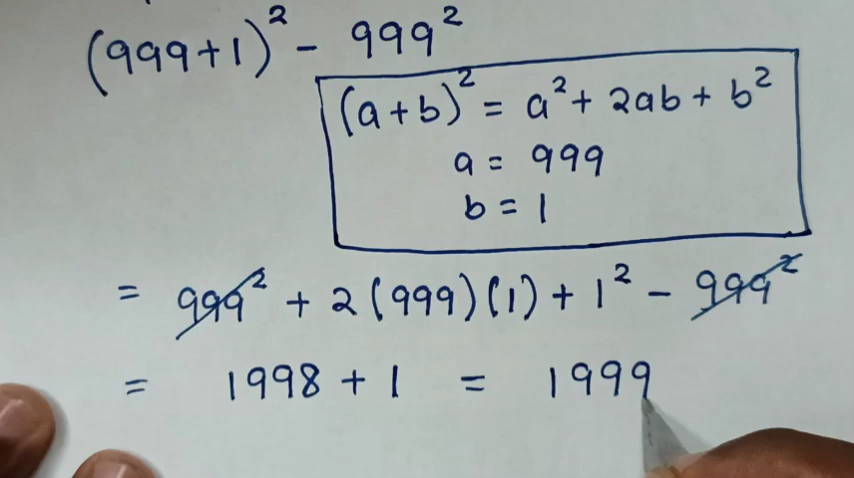 (999+1)² - 999²
(a+b)² = a² + 2ab + b²
a = 999
b = 1
= 999² + 2(999)(1) + 1² - 999²
= 1998 + 1 = 1999